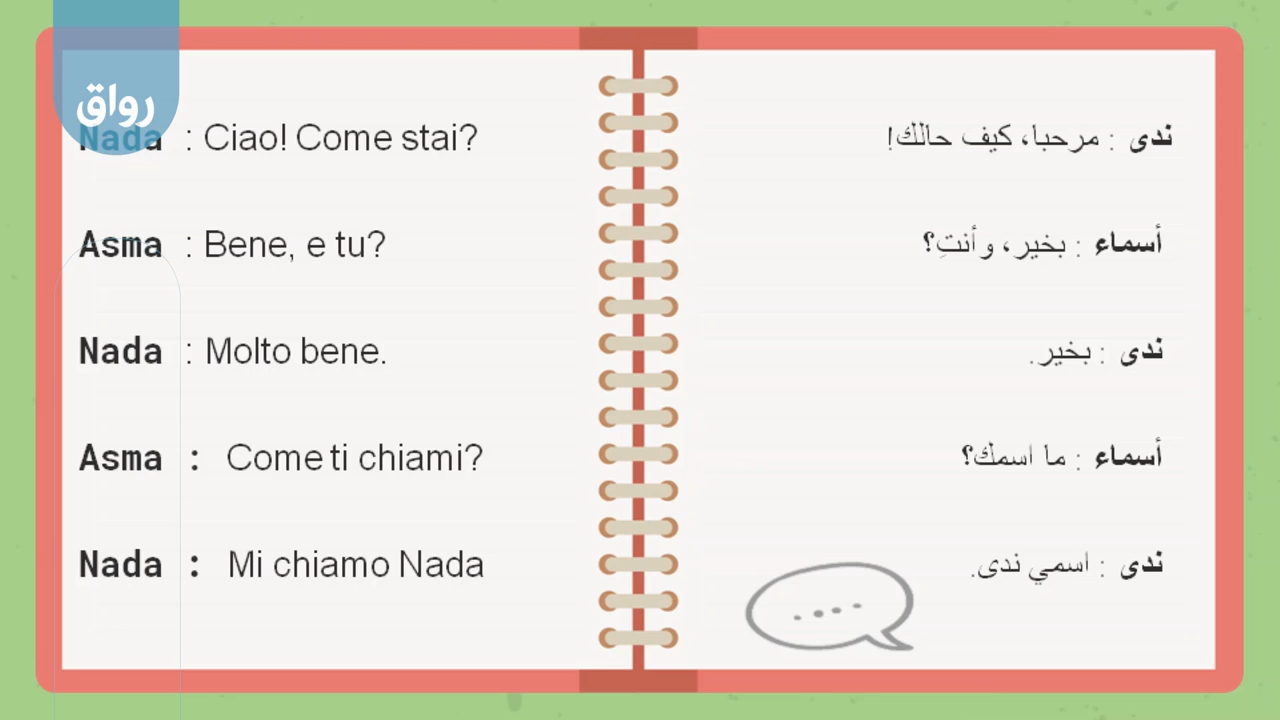 رواق
Nada : Ciao! Come stai?
Asma : Bene, e tu?
Nada : Molto bene.
Asma : Come ti chiami?
Nada : Mi chiamo Nada
ندى : مرحبا، كيف حالك!
أسماء : بخير، وأنتِ؟
ندى : بخير.
أسماء : ما اسمك؟
ندى : اسمي ندى.